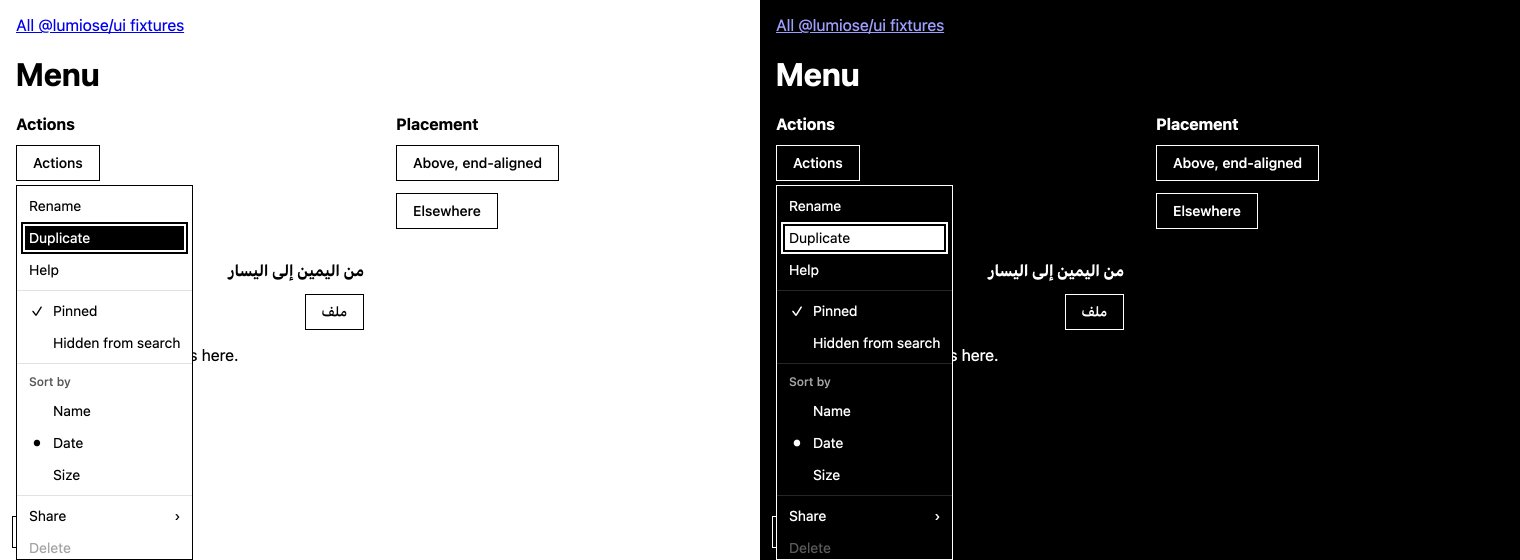 All @lumiose/ui fixtures
Menu
Actions
Actions
Rename
Duplicate
Help
Pinned
Hidden from search
Sort by
Name
Date
Size
Share
Delete
Placement
Above, end-aligned
Elsewhere
من اليمين إلى اليسار
ملف
s here.
All @lumiose/ui fixtures
Menu
Actions
Actions
Rename
Duplicate
Help
Pinned
Hidden from search
Sort by
Name
Date
Size
Share
Delete
Placement
Above, end-aligned
Elsewhere
من اليمين إلى اليسار
ملف
s here.